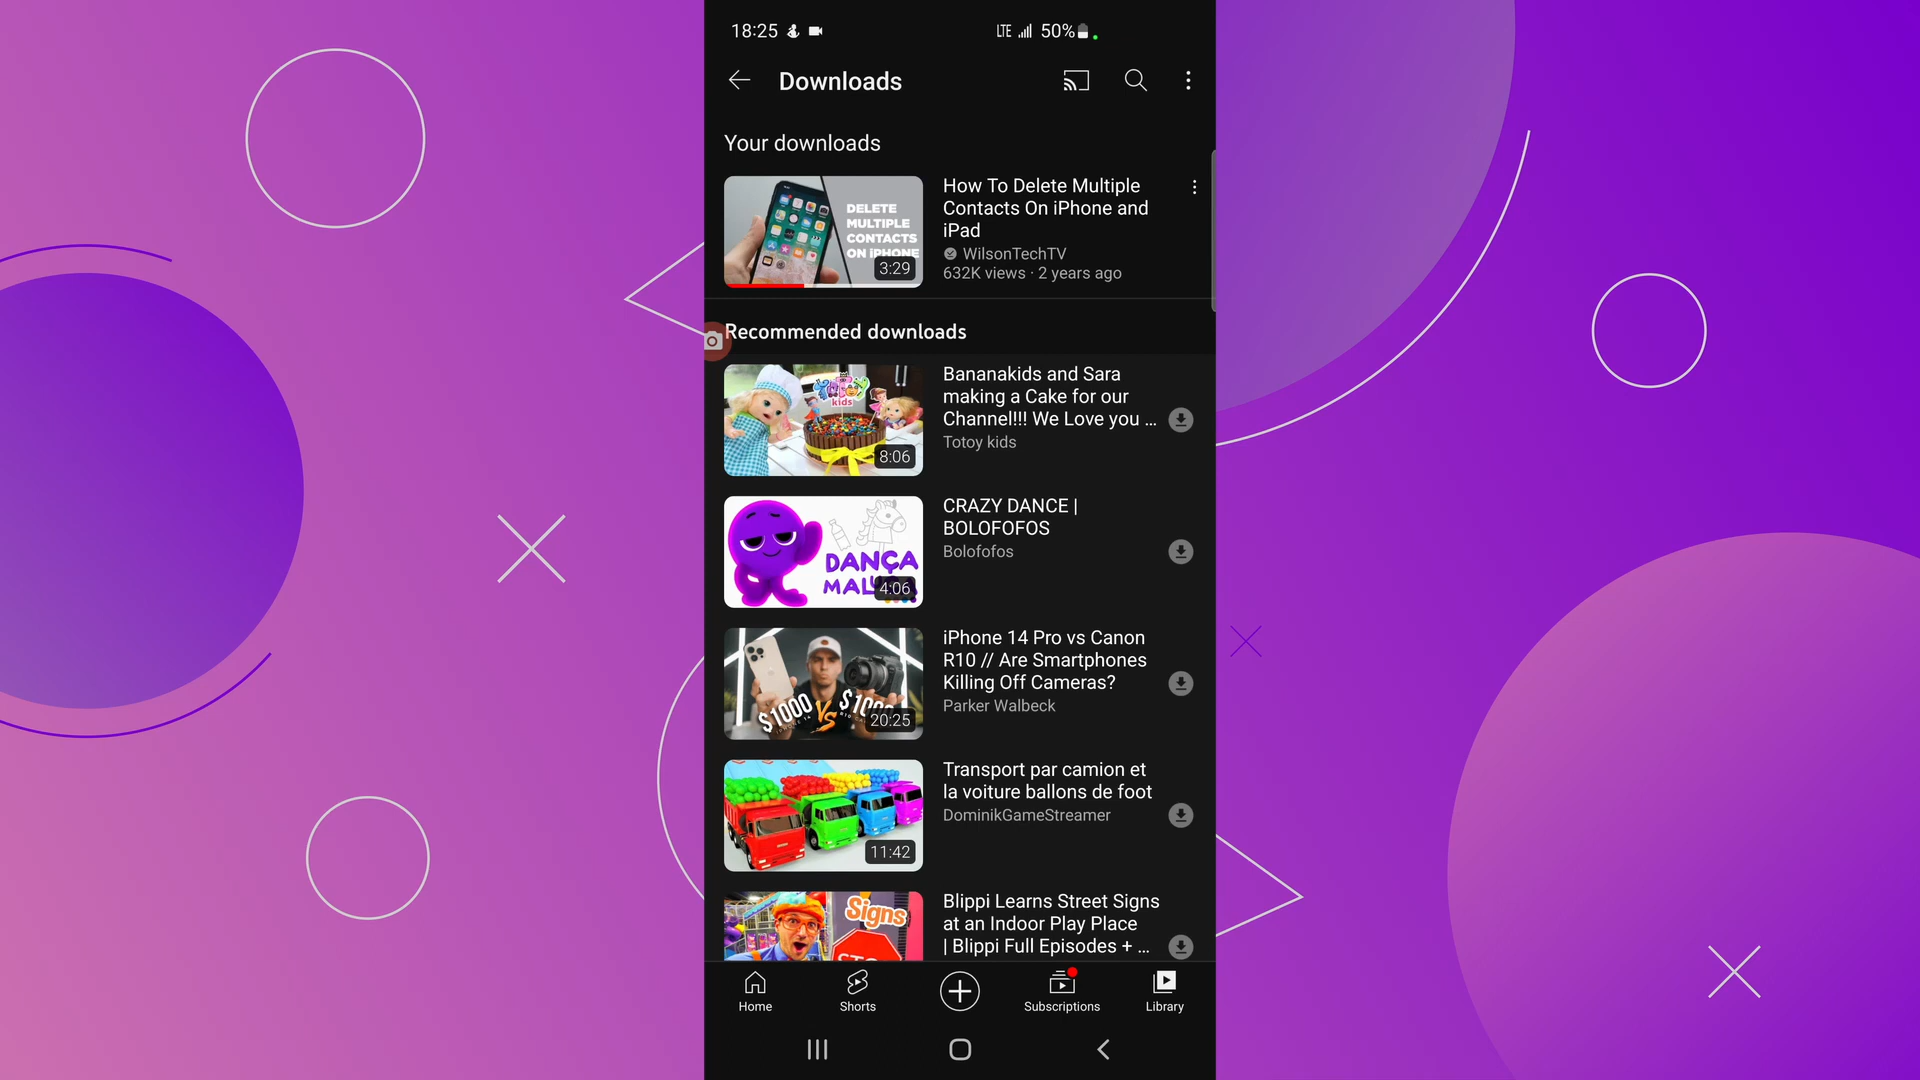 18:25
LTE 50%
Downloads
Your downloads
DELETE
MULTIPLE
CONTACTS
ON iPHONE
3:29
How To Delete Multiple
Contacts On iPhone and
iPad
WilsonTechTV
632K views · 2 years ago
Recommended downloads
ToToy
kids
8:06
Bananakids and Sara
making a Cake for our
Channel!!! We Love you ...
Totoy kids
DANÇA
4:06
CRAZY DANCE |
BOLOFOFOS
Bolofofos
$1000
VS
20:25
iPhone 14 Pro vs Canon
R10 // Are Smartphones
Killing Off Cameras?
Parker Walbeck
11:42
Transport par camion et
la voiture ballons de foot
DominikGameStreamer
Signs
Blippi Learns Street Signs
at an Indoor Play Place
| Blippi Full Episodes + ...
Home
Shorts
Subscriptions
Library